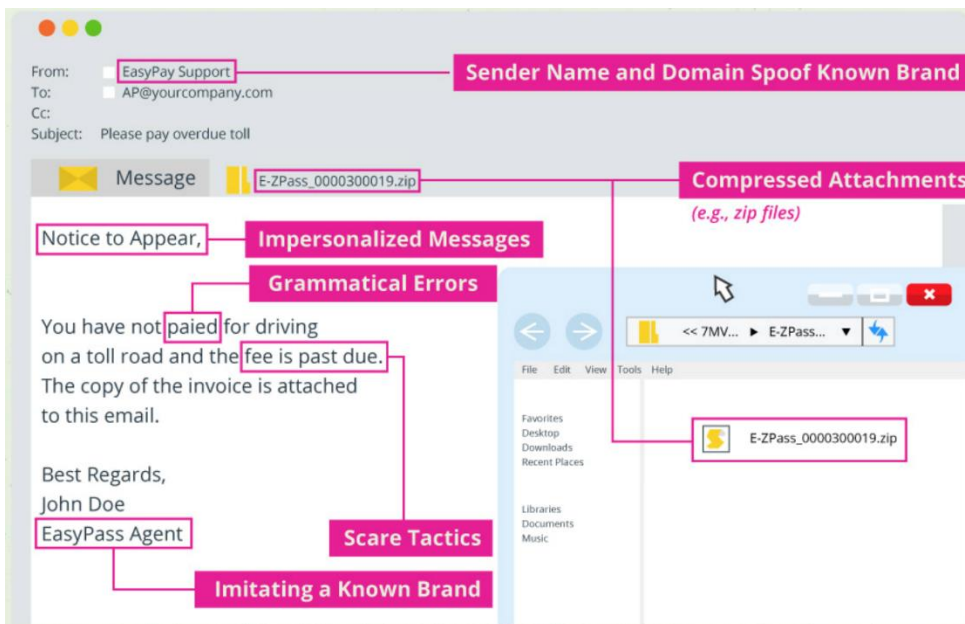 From: EasyPay Support
Sender Name and Domain Spoof Known Brand
To: AP@yourcompany.com
Cc:
Subject: Please pay overdue toll
Message
E-ZPass_0000300019.zip
Compressed Attachments
(e.g., zip files)
Notice to Appear,
Impersonalized Messages
Grammatical Errors
You have not paied for driving
on a toll road and the fee is past due.
The copy of the invoice is attached
to this email.
Best Regards,
John Doe
EasyPass Agent
Scare Tactics
Imitating a Known Brand
<< 7MV... ▶ E-ZPass... ▼
File Edit View Tools Help
Favorites
Desktop
Downloads
Recent Places
Libraries
Documents
Music
E-ZPass_0000300019.zip